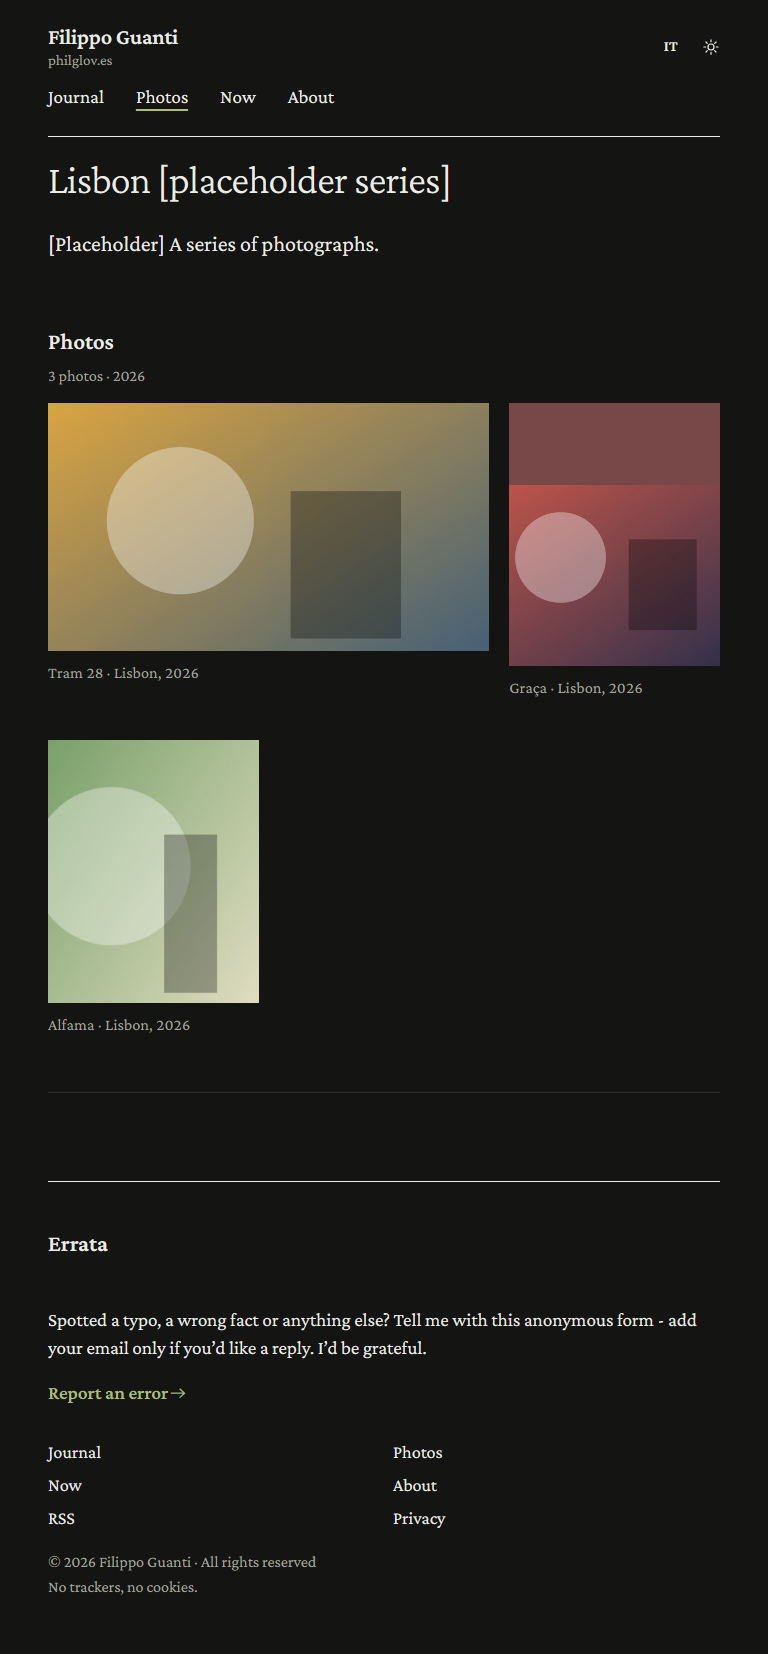 Filippo Guanti
philglov.es
IT
Journal Photos Now About
Lisbon [placeholder series]
[Placeholder] A series of photographs.
Photos
3 photos · 2026
Tram 28 · Lisbon, 2026
Graça · Lisbon, 2026
Alfama · Lisbon, 2026
Errata
Spotted a typo, a wrong fact or anything else? Tell me with this anonymous form - add
your email only if you’d like a reply. I’d be grateful.
Report an error→
Journal Photos
Now About
RSS Privacy
© 2026 Filippo Guanti · All rights reserved
No trackers, no cookies.